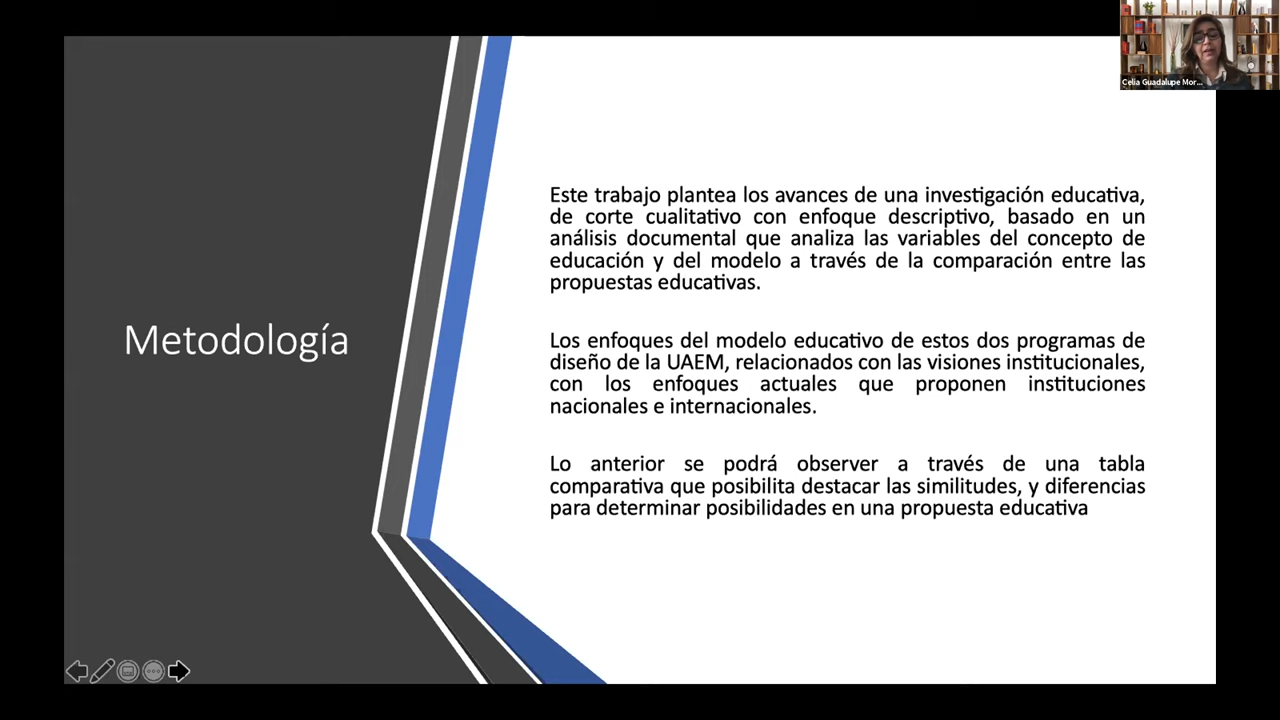 Celia Guadalupe Mor...
Este trabajo plantea los avances de una investigación educativa,
de corte cualitativo con enfoque descriptivo, basado en un
análisis documental que analiza las variables del concepto de
educación y del modelo a través de la comparación entre las
propuestas educativas.
Metodología
Los enfoques del modelo educativo de estos dos programas de
diseño de la UAEM, relacionados con las visiones institucionales,
con los enfoques actuales que proponen instituciones
nacionales e internacionales.
Lo anterior se podrá observer a través de una tabla
comparativa que posibilita destacar las similitudes, y diferencias
para determinar posibilidades en una propuesta educativa